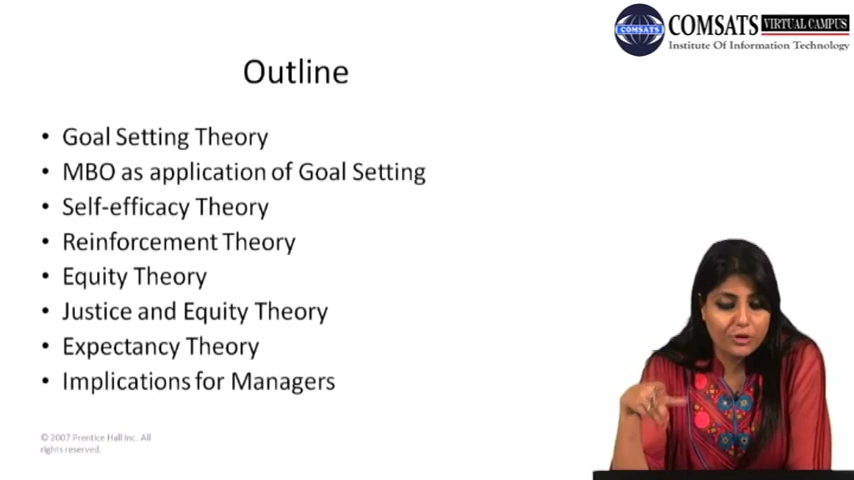 COMSATS VIRTUAL CAMPUS
Institute Of Information Technology
COMSATS
Outline
• Goal Setting Theory
• MBO as application of Goal Setting
• Self-efficacy Theory
• Reinforcement Theory
• Equity Theory
• Justice and Equity Theory
• Expectancy Theory
• Implications for Managers
© 2007 Prentice Hall Inc. All
rights reserved.